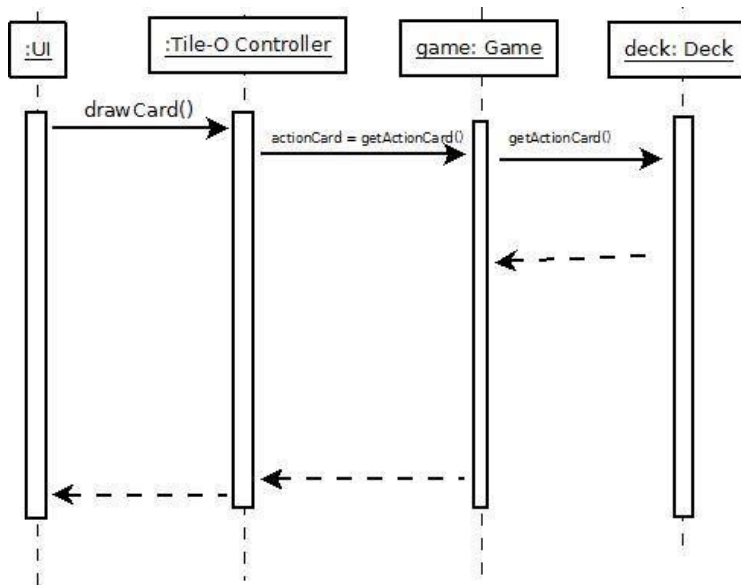 :UI
:Tile-O Controller
game: Game
deck: Deck
drawCard()
actionCard = getActionCard()
getActionCard()